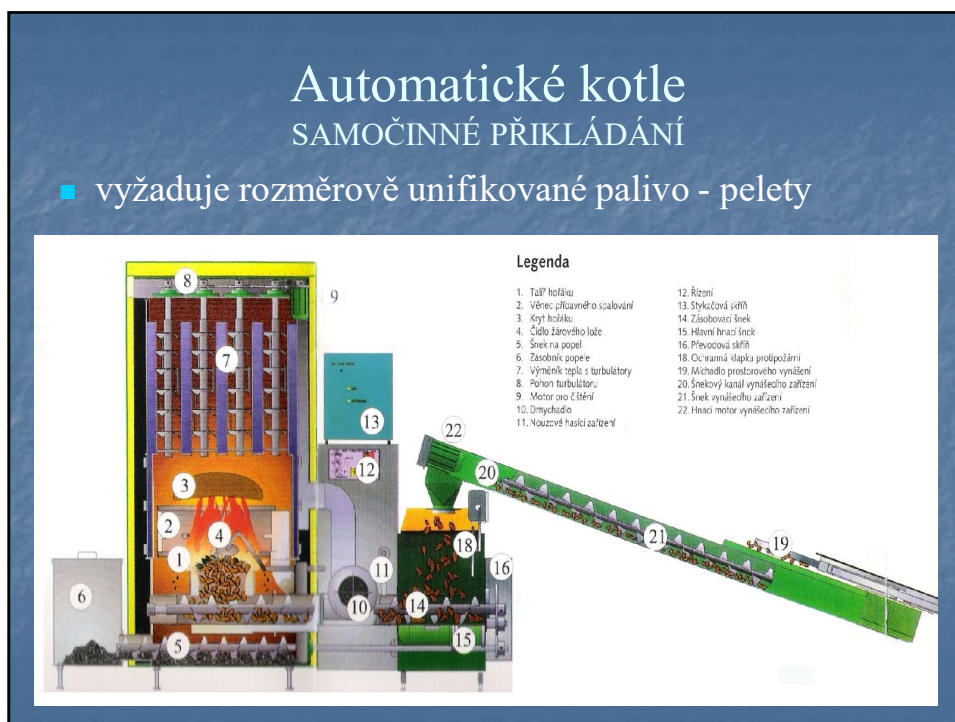 Automatické kotle
SAMOČINNÉ PŘIKLÁDÁNÍ
vyžaduje rozměrově unifikované palivo - pelety
Legenda
1. Talíř hořáku
2. Věnec přípavného spalování
3. Kryt hořáku
4. Čidlo žárového lože
5. Šnek na popel
6. Zásobník popele
7. Výměník tepla s turbulátory
8. Pohon turbulátoru
9. Motor pro čištění
10. Dmychadlo
11. Nouzové hasicí zařízení
12. Řízení
13. Stykačová skříň
14. Zásobovací šnek
15. Hlavní hnací šnek
16. Převodová skříň
18. Ochranná klapka protipožární
19. Míchadlo prostorového vynášení
20. Šnekový kanál vynášecího zařízení
21. Šnek vynášecího zařízení
22. Hnací motor vynášecího zařízení
8
9
7
13
22
12
20
3
2
4
21
19
18
1
11
16
6
10
14
15
5